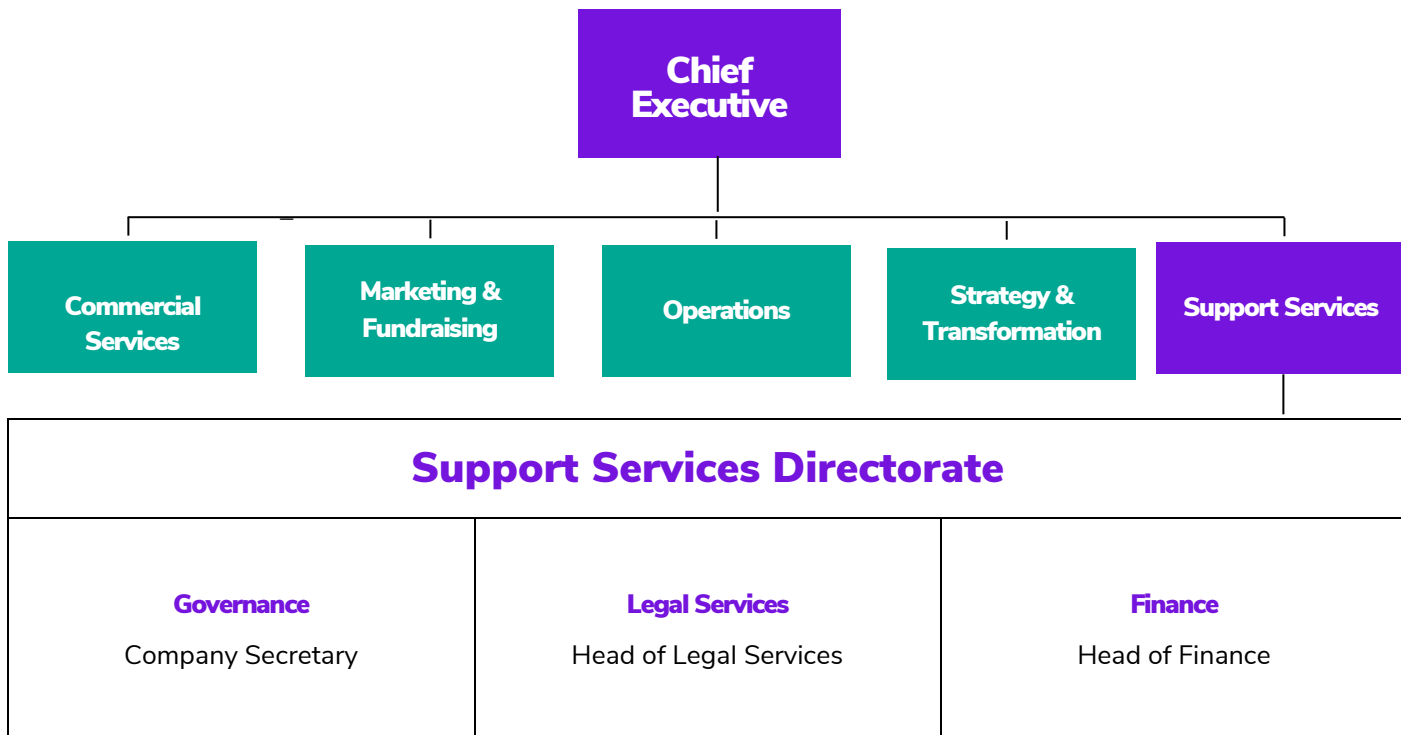 Chief
Executive
Commercial
Services
Marketing &
Fundraising
Operations
Strategy &
Transformation
Support Services
Support Services Directorate
Governance
Company Secretary
Legal Services
Head of Legal Services
Finance
Head of Finance